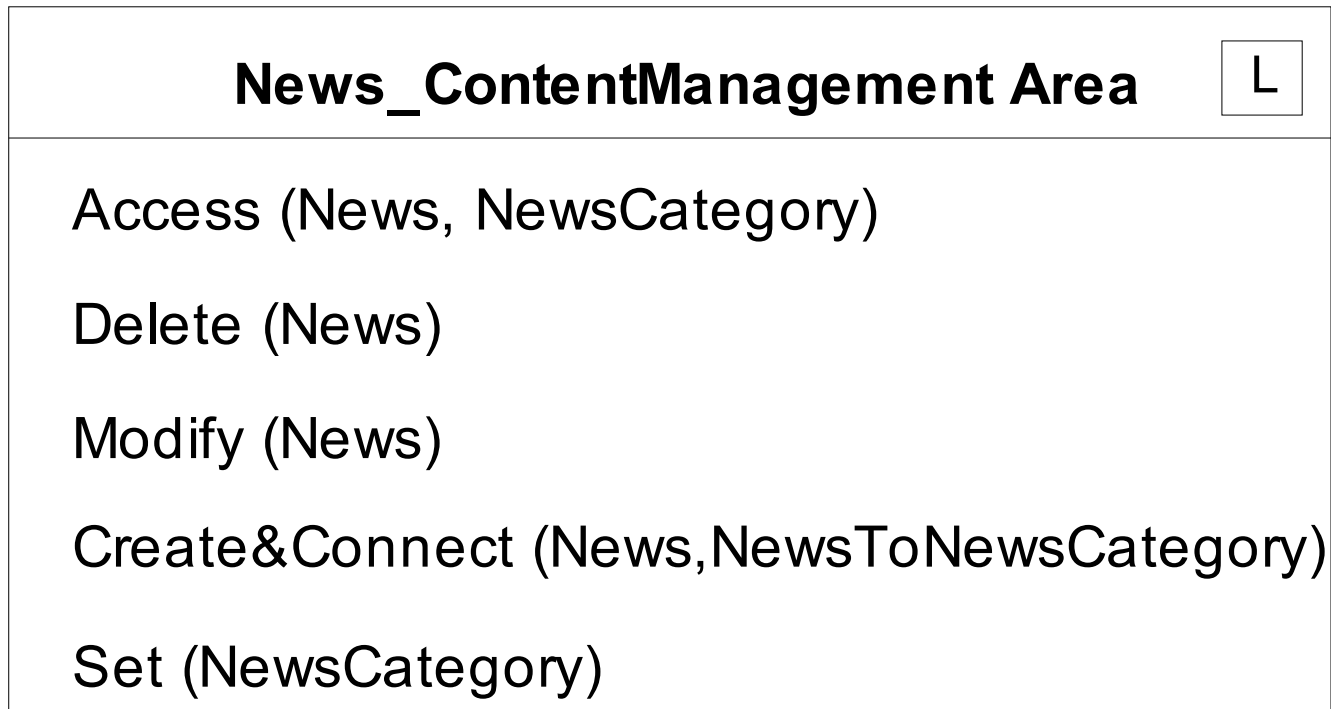 News_ContentManagement Area L
Access (News, NewsCategory)
Delete (News)
Modify (News)
Create&Connect (News,NewsToNewsCategory)
Set (NewsCategory)